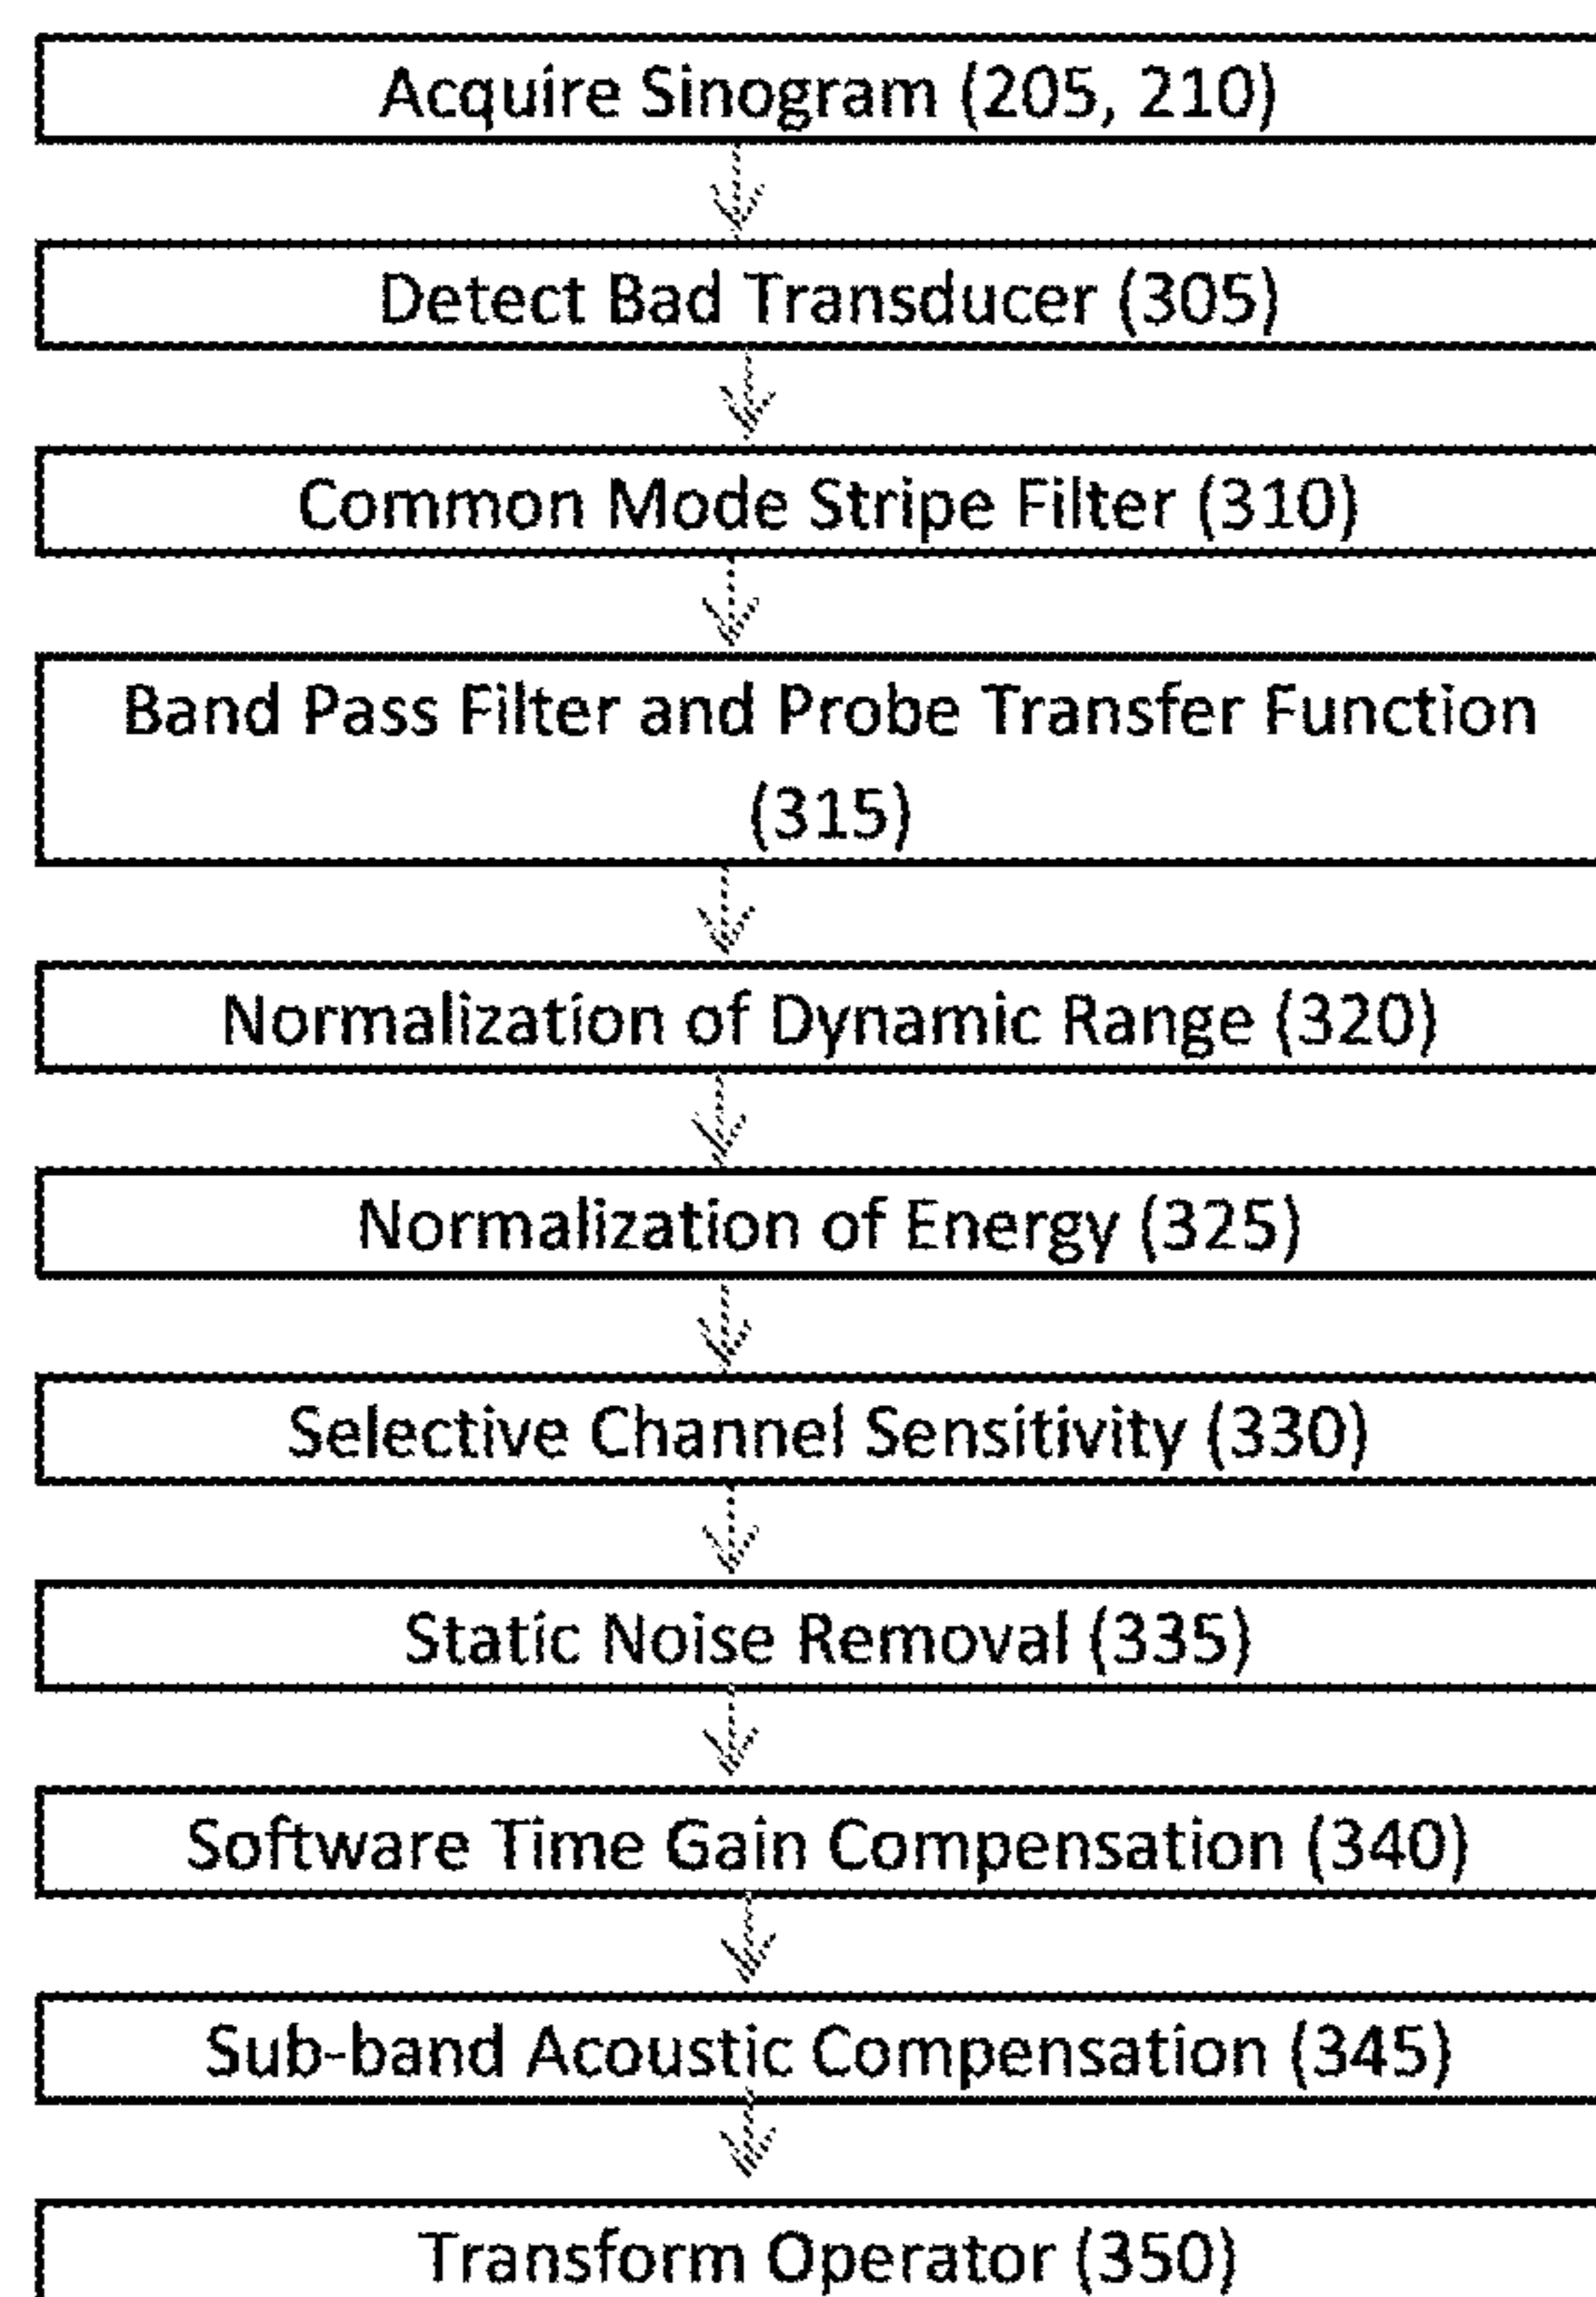 Acquire Sinogram (205, 210)
Detect Bad Transducer (305)
Common Mode Stripe Filter (310)
Band Pass Filter and Probe Transfer Function
(315)
Normalization of Dynamic Range (320)
Normalization of Energy (325)
Selective Channel Sensitivity (330)
Static Noise Removal (335)
Software Time Gain Compensation (340)
Sub-band Acoustic Compensation (345)
Transform Operator (350)